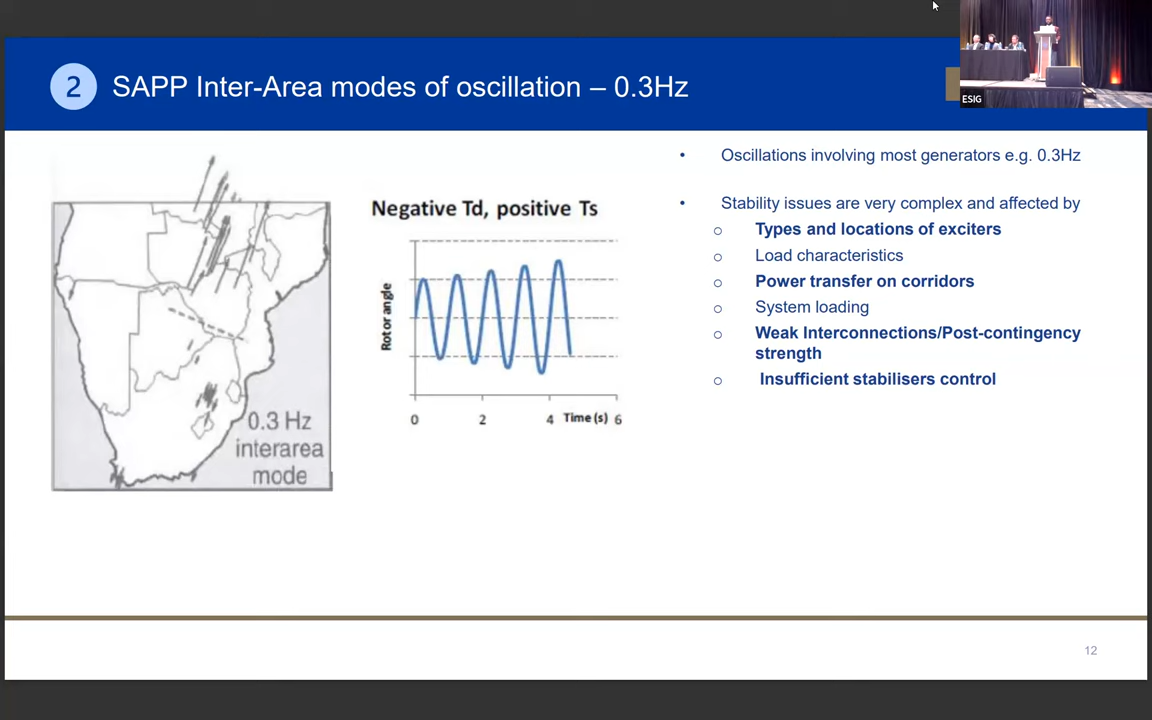 2
SAPP Inter-Area modes of oscillation – 0.3Hz
ESIG
0.3 Hz
interarea
mode
Negative Td, positive Ts
Rotor angle
0 2 4 Time (s) 6
• Oscillations involving most generators e.g. 0.3Hz
• Stability issues are very complex and affected by
o Types and locations of exciters
o Load characteristics
o Power transfer on corridors
o System loading
o Weak Interconnections/Post-contingency
strength
o Insufficient stabilisers control
12